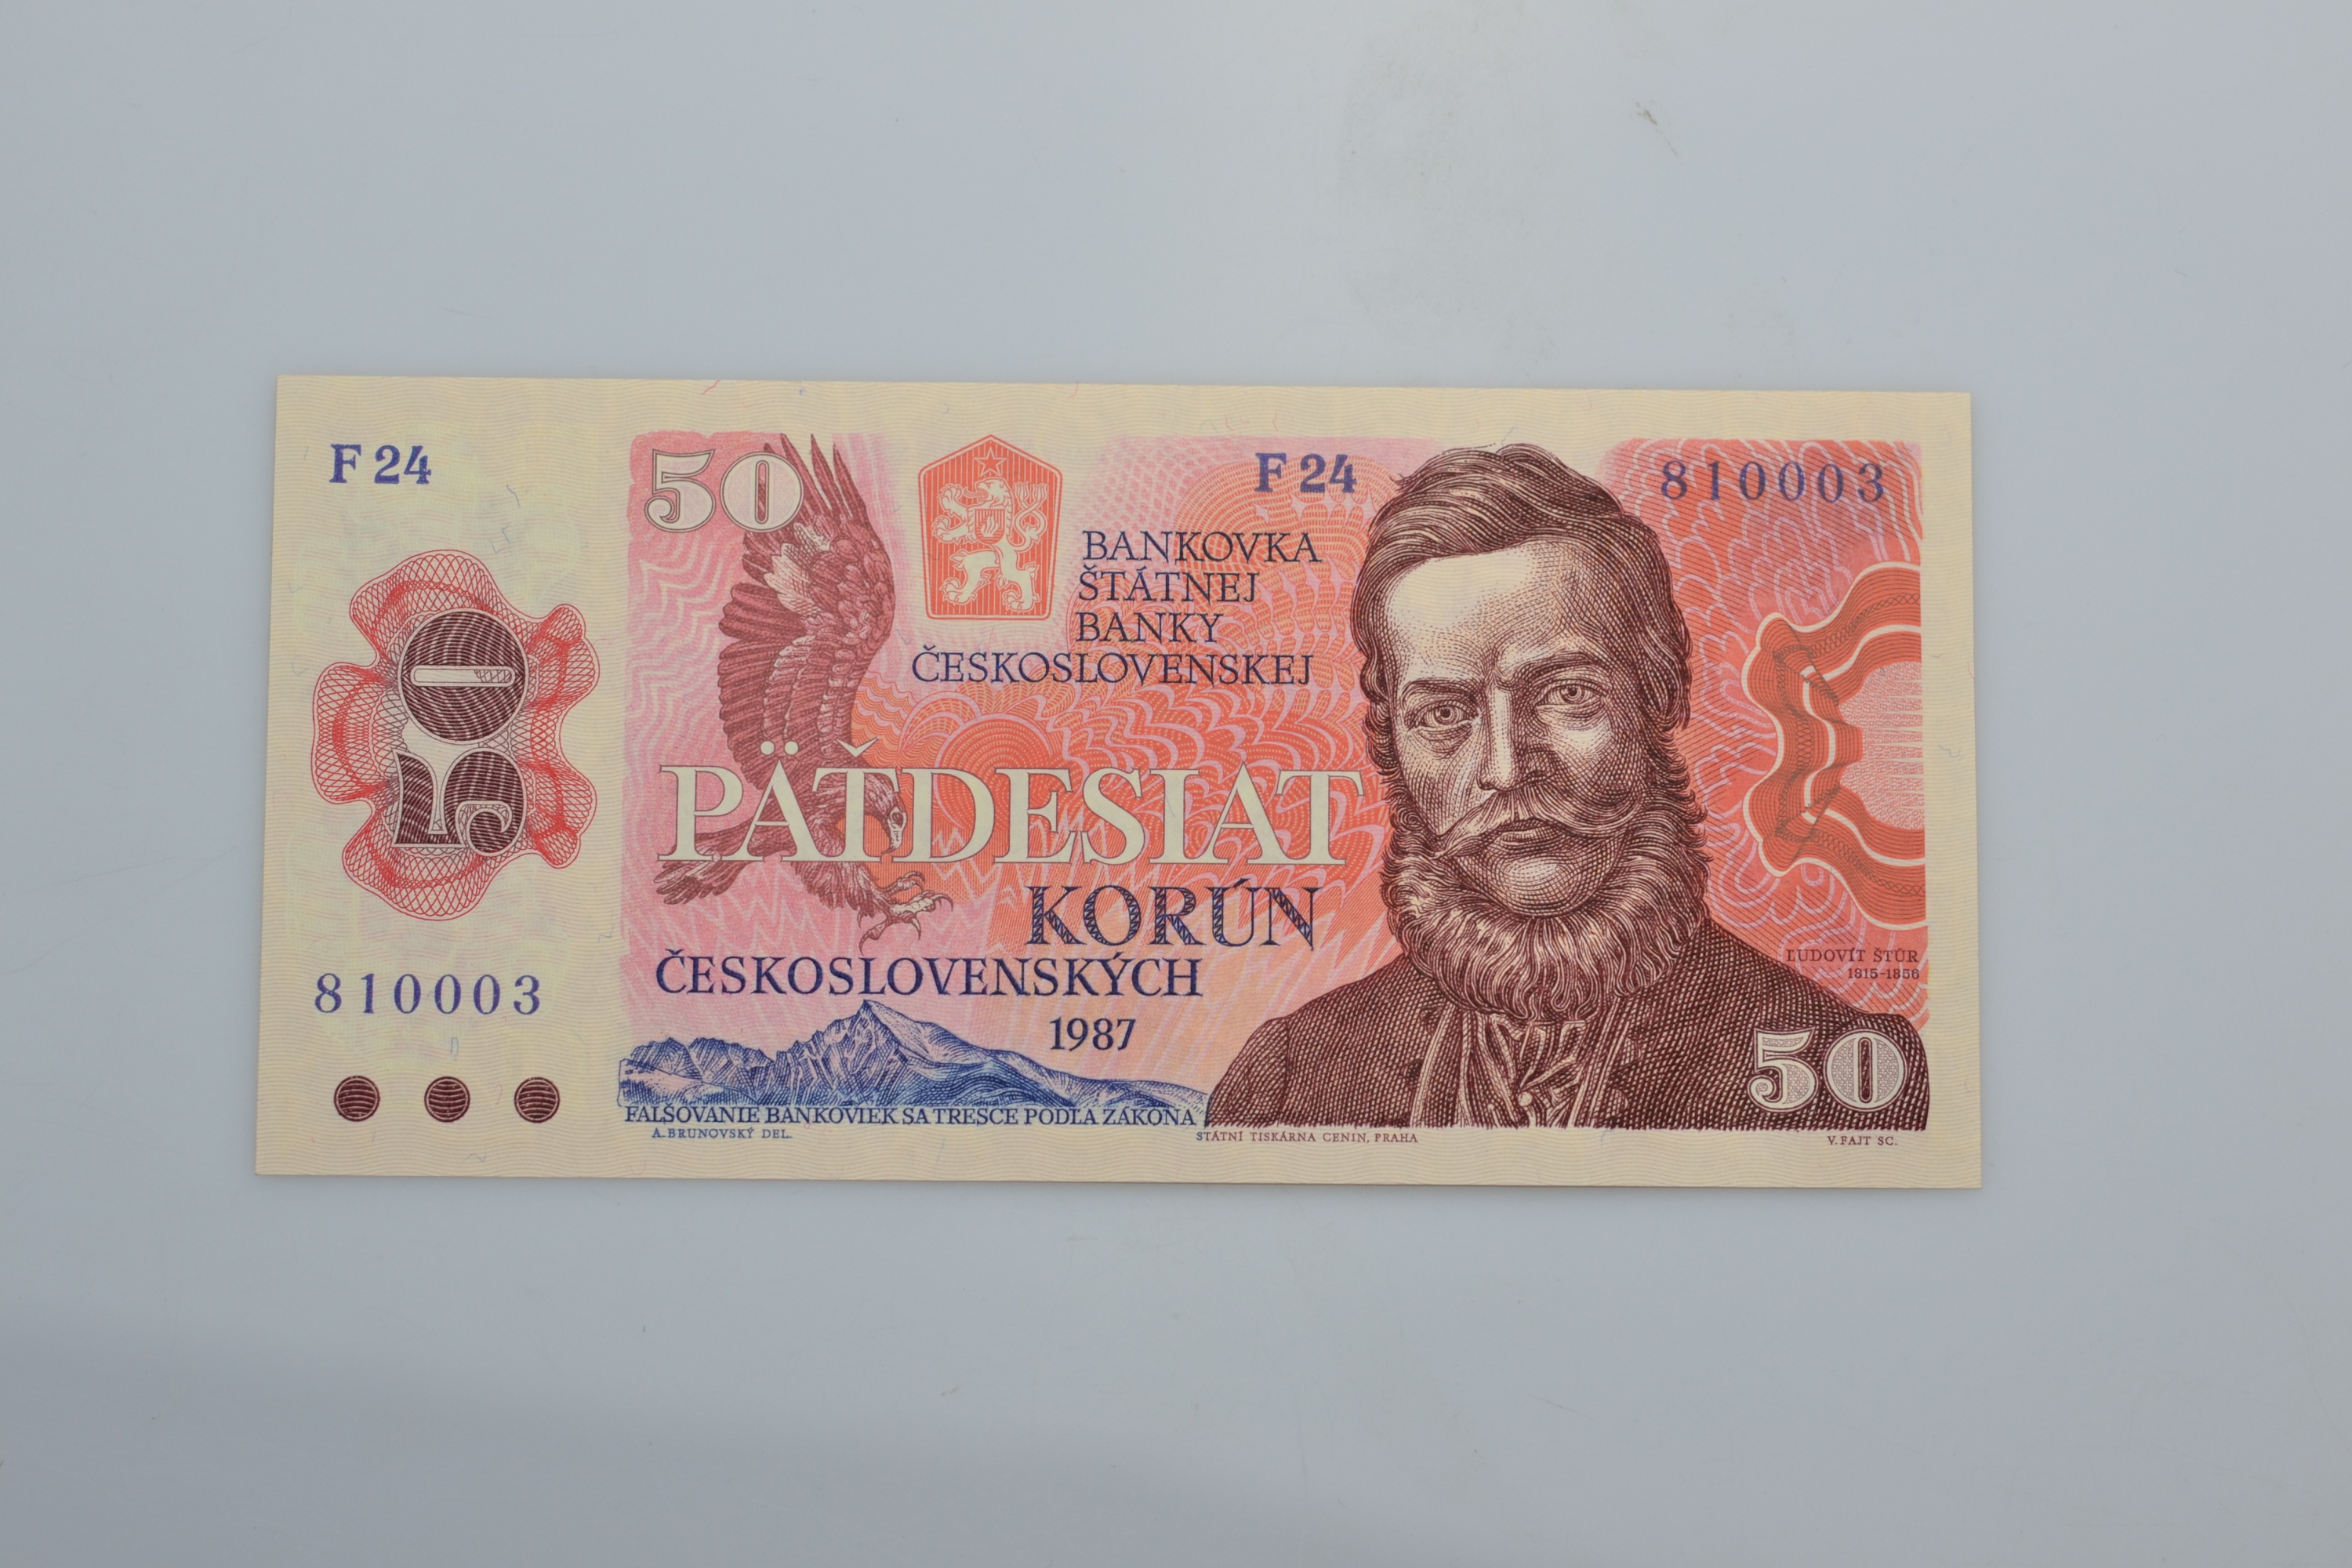 F 24
50
F 24
810003
BANKOVKA
ŠTÁTNEJ
BANKY
ČESKOSLOVENSKEJ
50
PÄŤDESIAT
KORÚN
ČESKOSLOVENSKÝCH
1987
ĽUDOVÍT ŠTÚR
1815-1856
810003
50
FALŠOVANIE BANKOVIEK SA TRESCE PODĽA ZÁKONA
A. BRUNOVSKÝ DEL.
STÁTNÍ TISKÁRNA CENIN, PRAHA
V. FAJT SC.